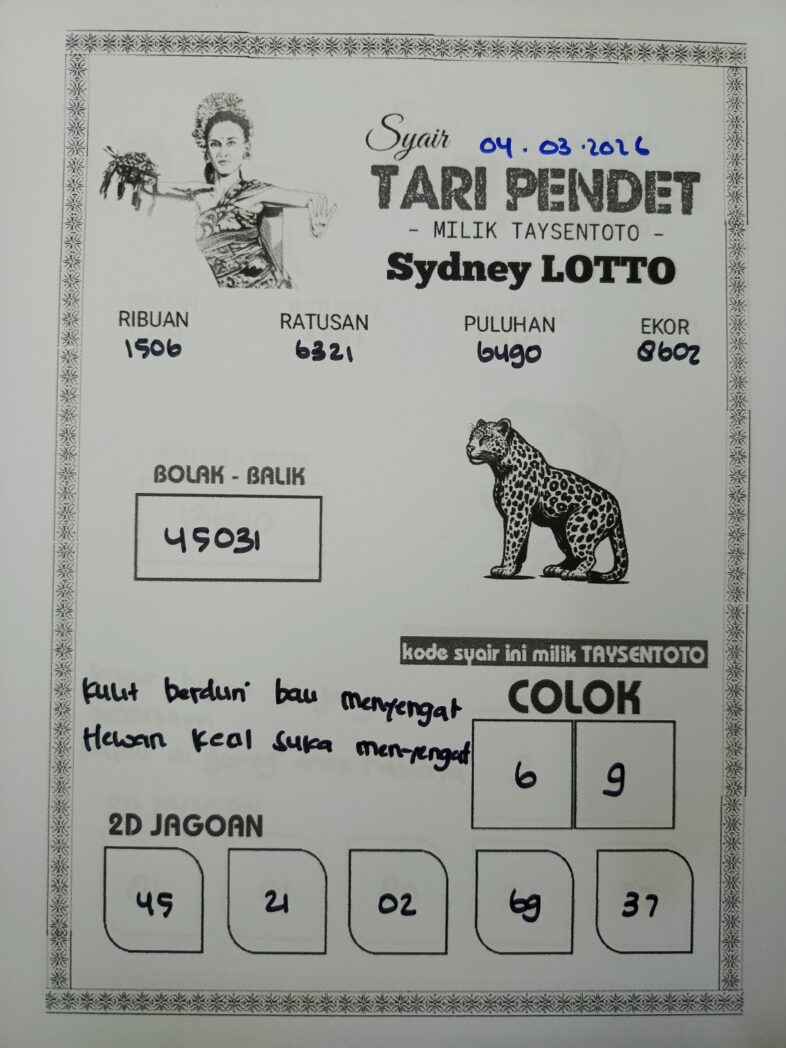 Syair 04.03.2026
TARI PENDET
- MILIK TAYSENTOTO -
Sydney LOTTO
RIBUAN RATUSAN PULUHAN EKOR
1506 6321 6490 8602
BOLAK - BALIK
45031
kode syair ini milik TAYSENTOTO
Kulit berduri bau menyengat
Hewan kecil suka menyengat
COLOK
6 9
2D JAGOAN
45 21 02 69 37